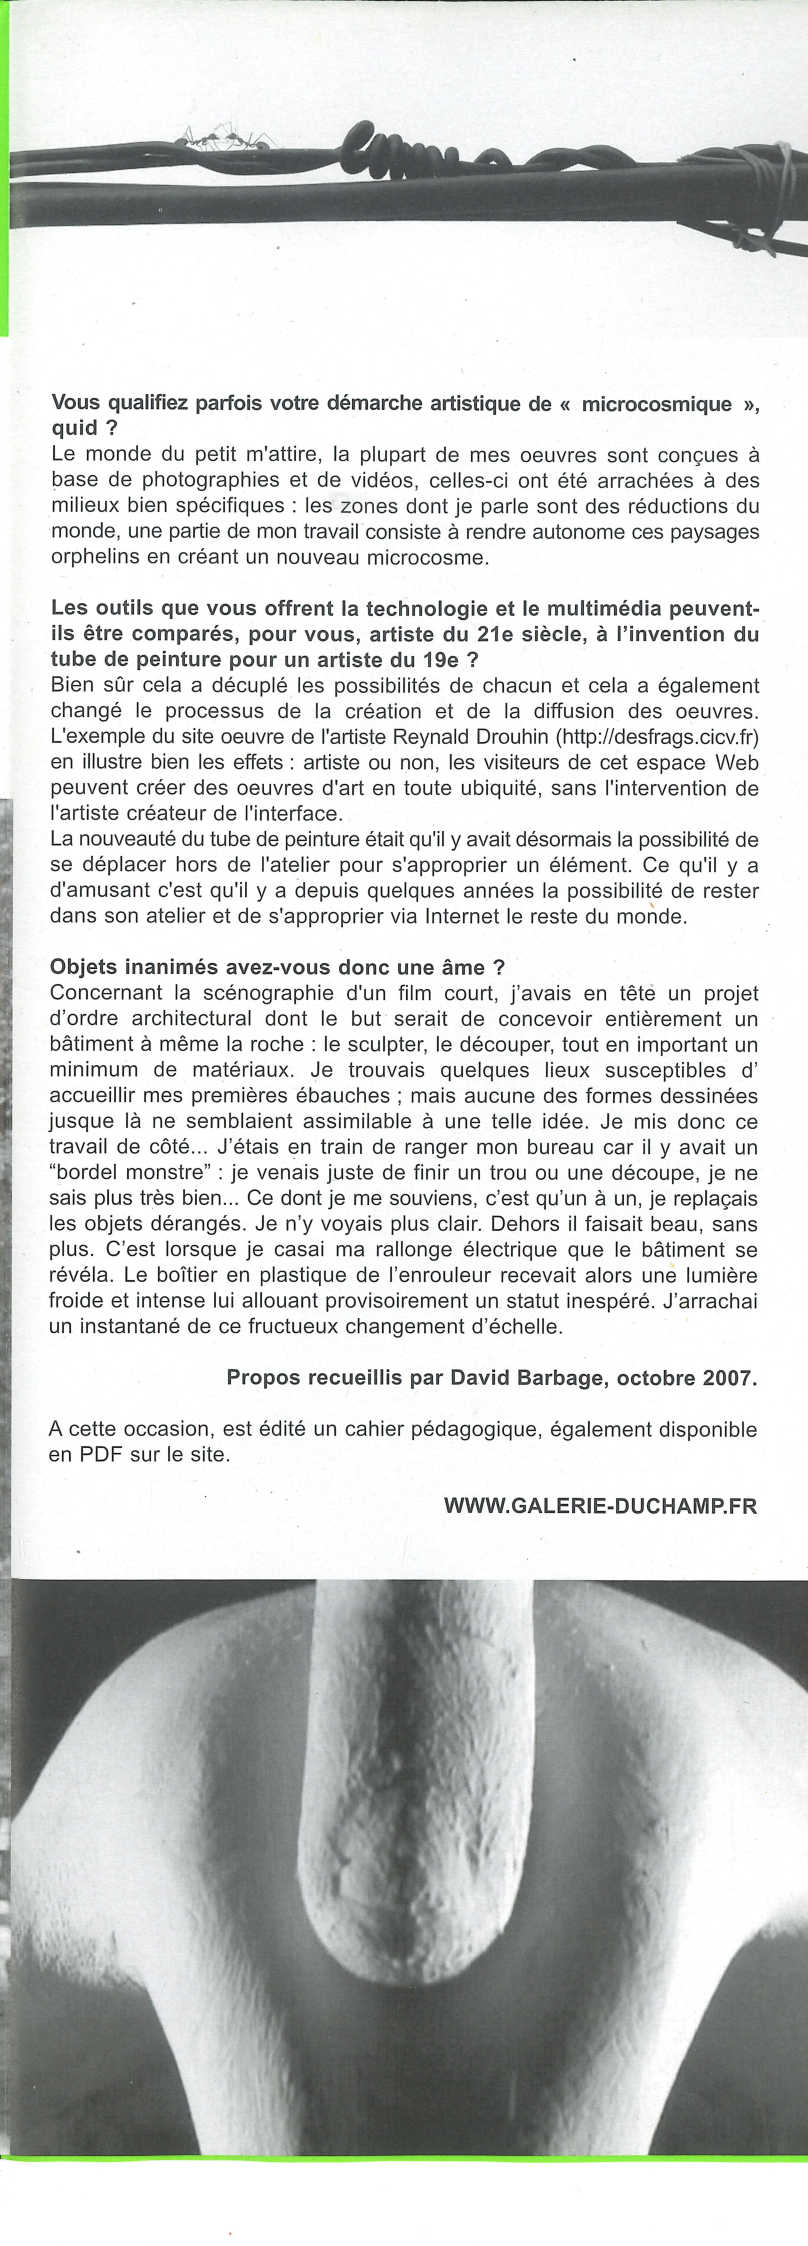 Vous qualifiez parfois votre démarche artistique de « microcosmique »,
quid ?
Le monde du petit m'attire, la plupart de mes oeuvres sont conçues à
base de photographies et de vidéos, celles-ci ont été arrachées à des
milieux bien spécifiques : les zones dont je parle sont des réductions du
monde, une partie de mon travail consiste à rendre autonome ces paysages
orphelins en créant un nouveau microcosme.
Les outils que vous offrent la technologie et le multimédia peuvent-
ils être comparés, pour vous, artiste du 21e siècle, à l’invention du
tube de peinture pour un artiste du 19e ?
Bien sûr cela a décuplé les possibilités de chacun et cela a également
changé le processus de la création et de la diffusion des oeuvres.
L'exemple du site oeuvre de l'artiste Reynald Drouhin (http://desfrags.cicv.fr)
en illustre bien les effets : artiste ou non, les visiteurs de cet espace Web
peuvent créer des oeuvres d'art en toute ubiquité, sans l'intervention de
l'artiste créateur de l'interface.
La nouveauté du tube de peinture était qu'il y avait désormais la possibilité de
se déplacer hors de l'atelier pour s'approprier un élément. Ce qu'il y a
d'amusant c'est qu'il y a depuis quelques années la possibilité de rester
dans son atelier et de s'approprier via Internet le reste du monde.
Objets inanimés avez-vous donc une âme ?
Concernant la scénographie d'un film court, j’avais en tête un projet
d’ordre architectural dont le but serait de concevoir entièrement un
bâtiment à même la roche : le sculpter, le découper, tout en important un
minimum de matériaux. Je trouvais quelques lieux susceptibles d’
accueillir mes premières ébauches ; mais aucune des formes dessinées
jusque là ne semblaient assimilable à une telle idée. Je mis donc ce
travail de côté... J’étais en train de ranger mon bureau car il y avait un
“bordel monstre” : je venais juste de finir un trou ou une découpe, je ne
sais plus très bien... Ce dont je me souviens, c’est qu’un à un, je replaçais
les objets dérangés. Je n’y voyais plus clair. Dehors il faisait beau, sans
plus. C’est lorsque je casai ma rallonge électrique que le bâtiment se
révéla. Le boîtier en plastique de l’enrouleur recevait alors une lumière
froide et intense lui allouant provisoirement un statut inespéré. J’arrachai
un instantané de ce fructueux changement d’échelle.
Propos recueillis par David Barbage, octobre 2007.
A cette occasion, est édité un cahier pédagogique, également disponible
en PDF sur le site.
WWW.GALERIE-DUCHAMP.FR